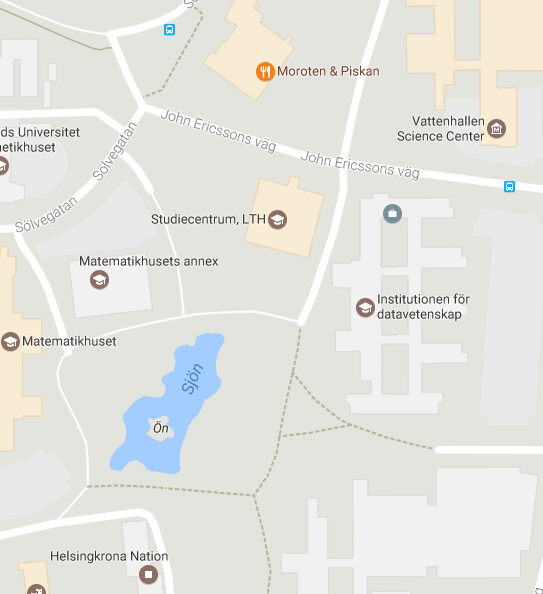 Moroten & Piskan
Vattenhallen
Science Center
John Ericssons väg
John Ericssons väg
ds Universitet
netikhuset
Sölvegatan
Sölvegatan
Studiecentrum, LTH
Matematikhusets annex
Institutionen för
datavetenskap
Matematikhuset
Sjön
Ön
Helsingkrona Nation